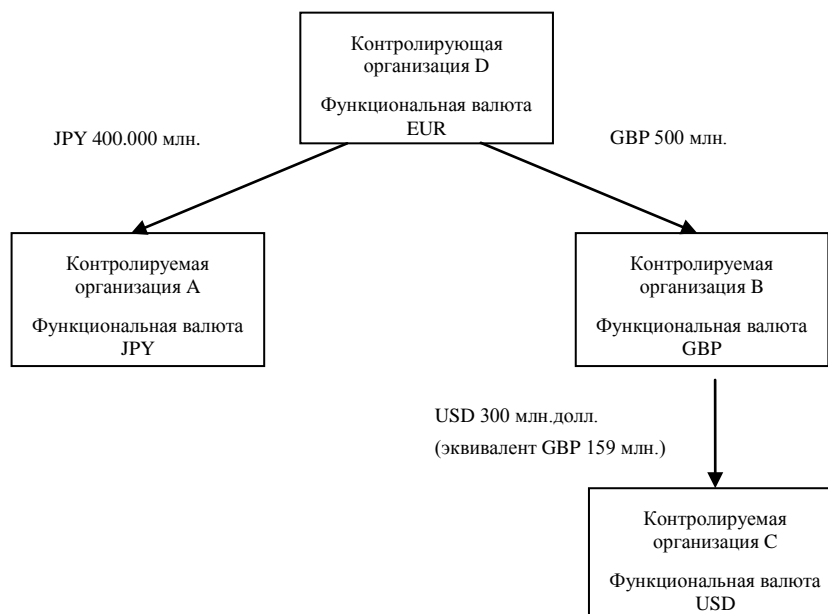 Контролирующая
организация D
Функциональная валюта
EUR
JPY 400.000 млн.
GBP 500 млн.
Контролируемая
организация A
Функциональная валюта
JPY
Контролируемая
организация B
Функциональная валюта
GBP
USD 300 млн.долл.
(эквивалент GBP 159 млн.)
Контролируемая
организация C
Функциональная валюта
USD